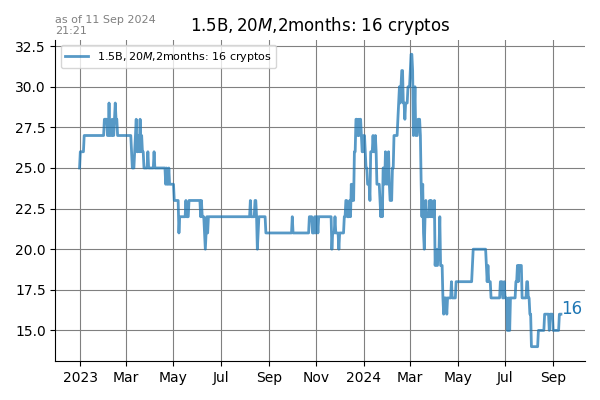 as of 11 Sep 2024
21:21
1.5B, 20M,2months: 16 cryptos
1.5B, 20M,2months: 16 cryptos
32.5
30.0
27.5
25.0
22.5
20.0
17.5
15.0
16
2023 Mar May Jul Sep Nov 2024 Mar May Jul Sep